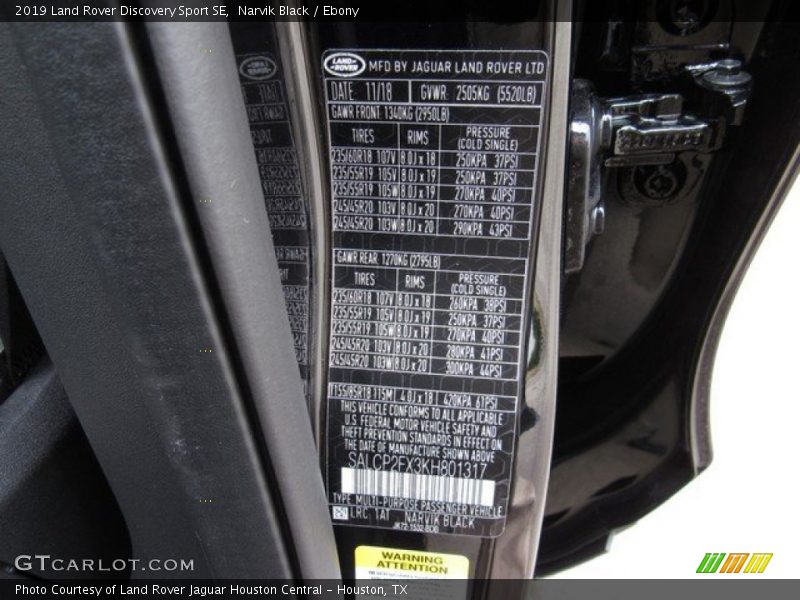 2019 Land Rover Discovery Sport SE, Narvik Black / Ebony
LAND ROVER MFD BY JAGUAR LAND ROVER LTD
DATE 11/18 GVWR 2505KG (5520LB)
GAWR FRONT 1340KG (2950LB)
TIRES RIMS PRESSURE (COLD SINGLE)
235/60R18 107V 8.0J x 18 250KPA 37PSI
235/55R19 105V 8.0J x 19 250KPA 37PSI
235/55R19 105W 8.0J x 19 270KPA 40PSI
245/45R20 103V 8.0J x 20 270KPA 40PSI
245/45R20 103W 8.0J x 20 290KPA 43PSI
GAWR REAR 1270KG (2795LB)
TIRES RIMS PRESSURE (COLD SINGLE)
235/60R18 107V 8.0J x 18 260KPA 38PSI
235/55R19 105V 8.0J x 19 250KPA 37PSI
235/55R19 105W 8.0J x 19 270KPA 40PSI
245/45R20 103V 8.0J x 20 280KPA 41PSI
245/45R20 103W 8.0J x 20 300KPA 44PSI
T155/85R18 115M 4.0J x 18 420KPA 61PSI
THIS VEHICLE CONFORMS TO ALL APPLICABLE
U.S. FEDERAL MOTOR VEHICLE SAFETY AND
THEFT PREVENTION STANDARDS IN EFFECT ON
THE DATE OF MANUFACTURE SHOWN ABOVE
SALCP2FX3KH801317
TYPE MULTI-PURPOSE PASSENGER VEHICLE
LRC 1AT NARVIK BLACK
WARNING
ATTENTION
GTCARLOT.COM
Photo Courtesy of Land Rover Jaguar Houston Central - Houston, TX